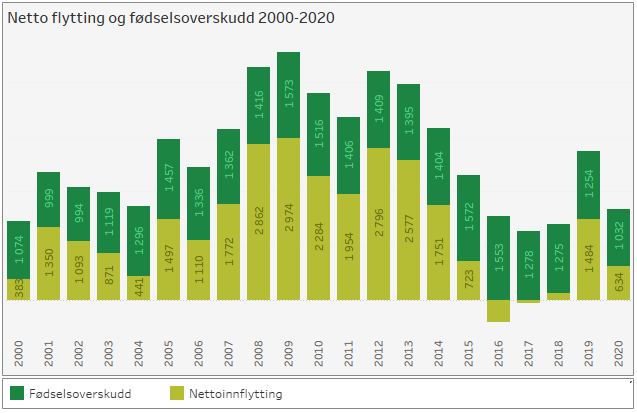 Netto flytting og fødselsoverskudd 2000-2020
1 074 999 994 1 119 1 296 1 457 1 336 1 362 1 416 1 573 1 516 1 406 1 409 1 395 1 404 1 572 1 553 1 278 1 275 1 254 1 032
383 1 350 1 093 871 441 1 497 1 110 1 772 2 862 2 974 2 284 1 954 2 796 2 577 1 751 723 1 484 634
2000 2001 2002 2003 2004 2005 2006 2007 2008 2009 2010 2011 2012 2013 2014 2015 2016 2017 2018 2019 2020
Fødselsoverskudd Nettoinnflytting